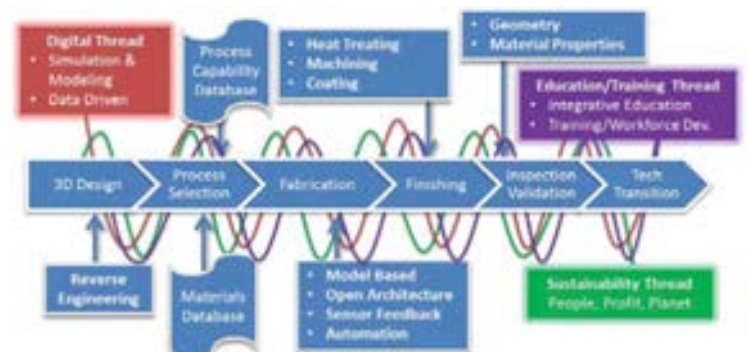 Digital Thread
• Simulation &
Modeling
• Data Driven
Process
Capability
Database
• Heat Treating
• Machining
• Coating
• Geometry
• Material Properties
Education/Training Thread
• Integrative Education
• Training/Workforce Dev.
3D Design
Process
Selection
Fabrication
Finishing
Inspection
Validation
Tech
Transition
Reverse
Engineering
Materials
Database
• Model Based
• Open Architecture
• Sensor Feedback
• Automation
Sustainability Thread
People, Profit, Planet